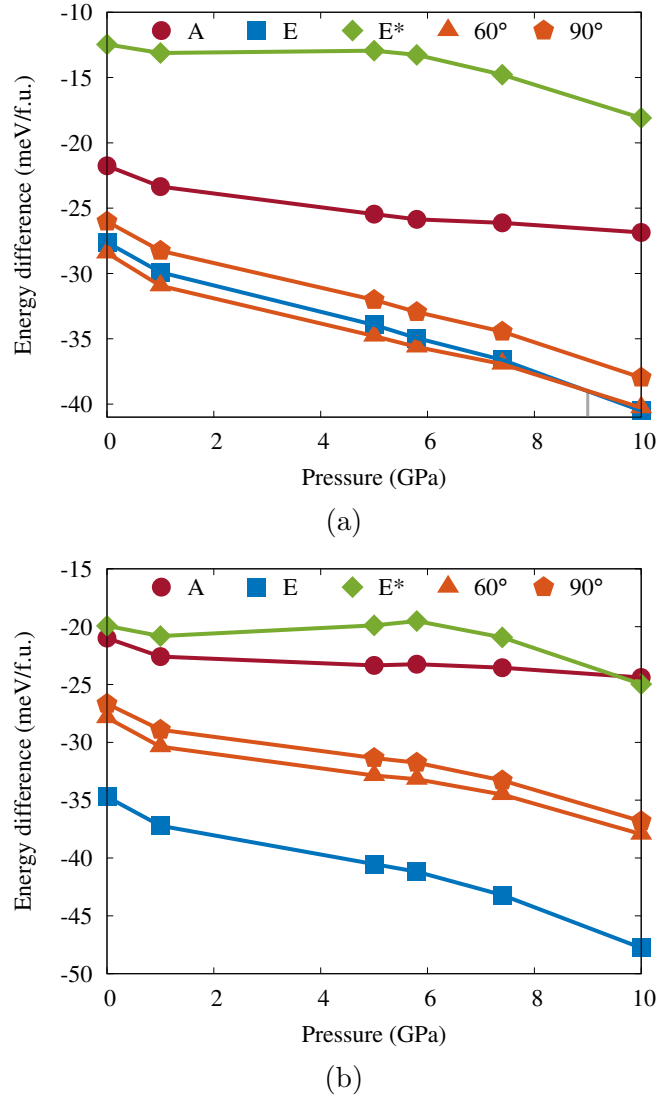 -10
A E E* 60° 90°
-15
-20
-25
-30
-35
-40
Energy difference (meV/f.u.)
0 2 4 6 8 10
Pressure (GPa)
(a)
-15
A E E* 60° 90°
-20
-25
-30
-35
-40
-45
-50
Energy difference (meV/f.u.)
0 2 4 6 8 10
Pressure (GPa)
(b)